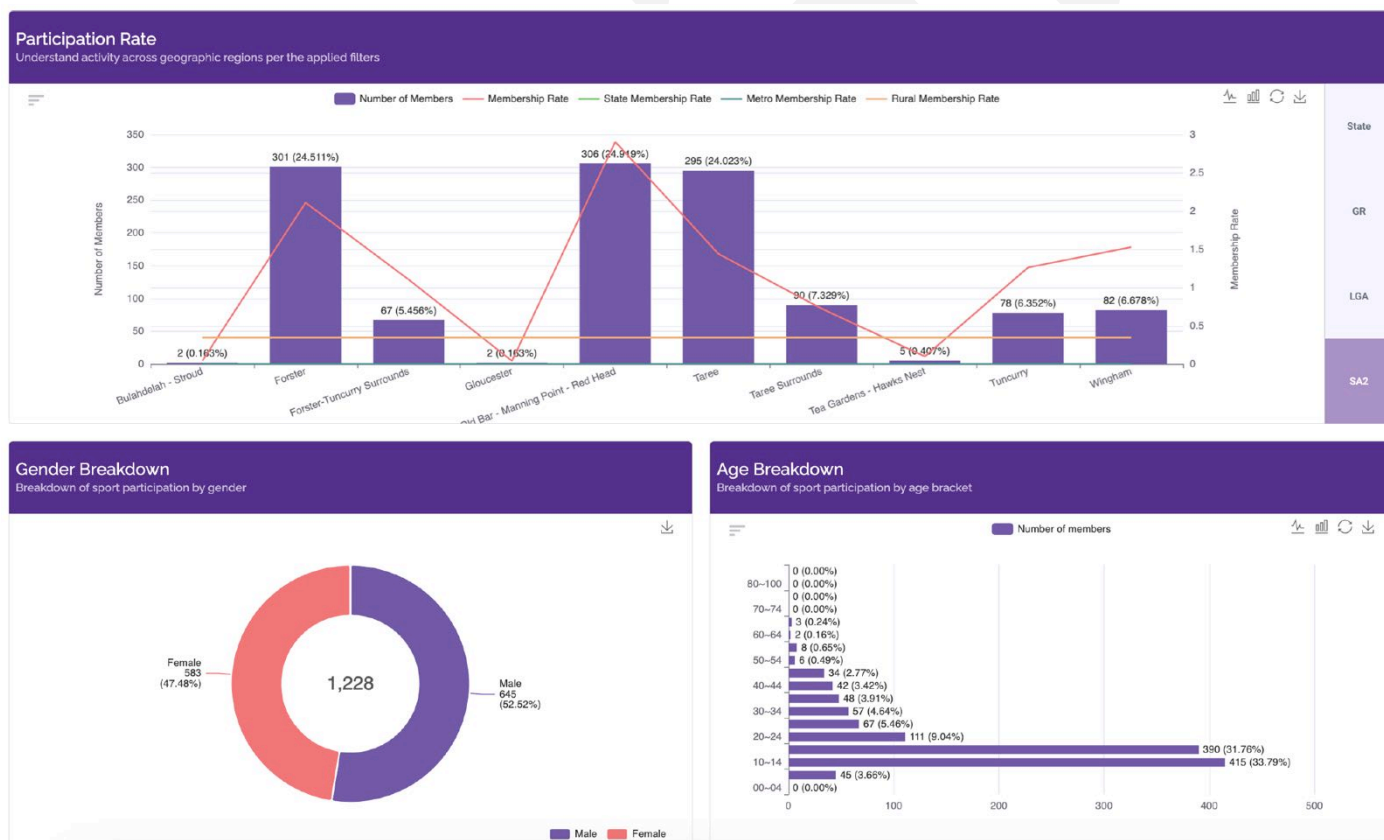 Participation Rate
Understand activity across geographic regions per the applied filters
Number of Members
Membership Rate
State Membership Rate
Metro Membership Rate
Rural Membership Rate
State
GR
LGA
SA2
Number of Members
350
300
250
200
150
100
50
0
2 (0.163%)
301 (24.511%)
67 (5.456%)
2 (0.163%)
306 (24.919%)
295 (24.023%)
90 (7.329%)
5 (0.407%)
78 (6.352%)
82 (6.678%)
3
2.5
2
1.5
1
0.5
0
Membership Rate
Bulahdelah - Stroud
Forster
Forster-Tuncurry Surrounds
Gloucester
Old Bar - Manning Point - Red Head
Taree
Taree Surrounds
Tea Gardens - Hawks Nest
Tuncurry
Wingham
Gender Breakdown
Breakdown of sport participation by gender
Female
583
(47.48%)
1,228
Male
645
(52.52%)
Male
Female
Age Breakdown
Breakdown of sport participation by age bracket
Number of members
0 (0.00%)
80~100 0 (0.00%)
0 (0.00%)
70~74 0 (0.00%)
3 (0.24%)
60~64 2 (0.16%)
8 (0.65%)
50~54 6 (0.49%)
34 (2.77%)
40~44 42 (3.42%)
48 (3.91%)
30~34 57 (4.64%)
67 (5.46%)
20~24 111 (9.04%)
390 (31.76%)
10~14 415 (33.79%)
45 (3.66%)
00~04 0 (0.00%)
0 100 200 300 400 500